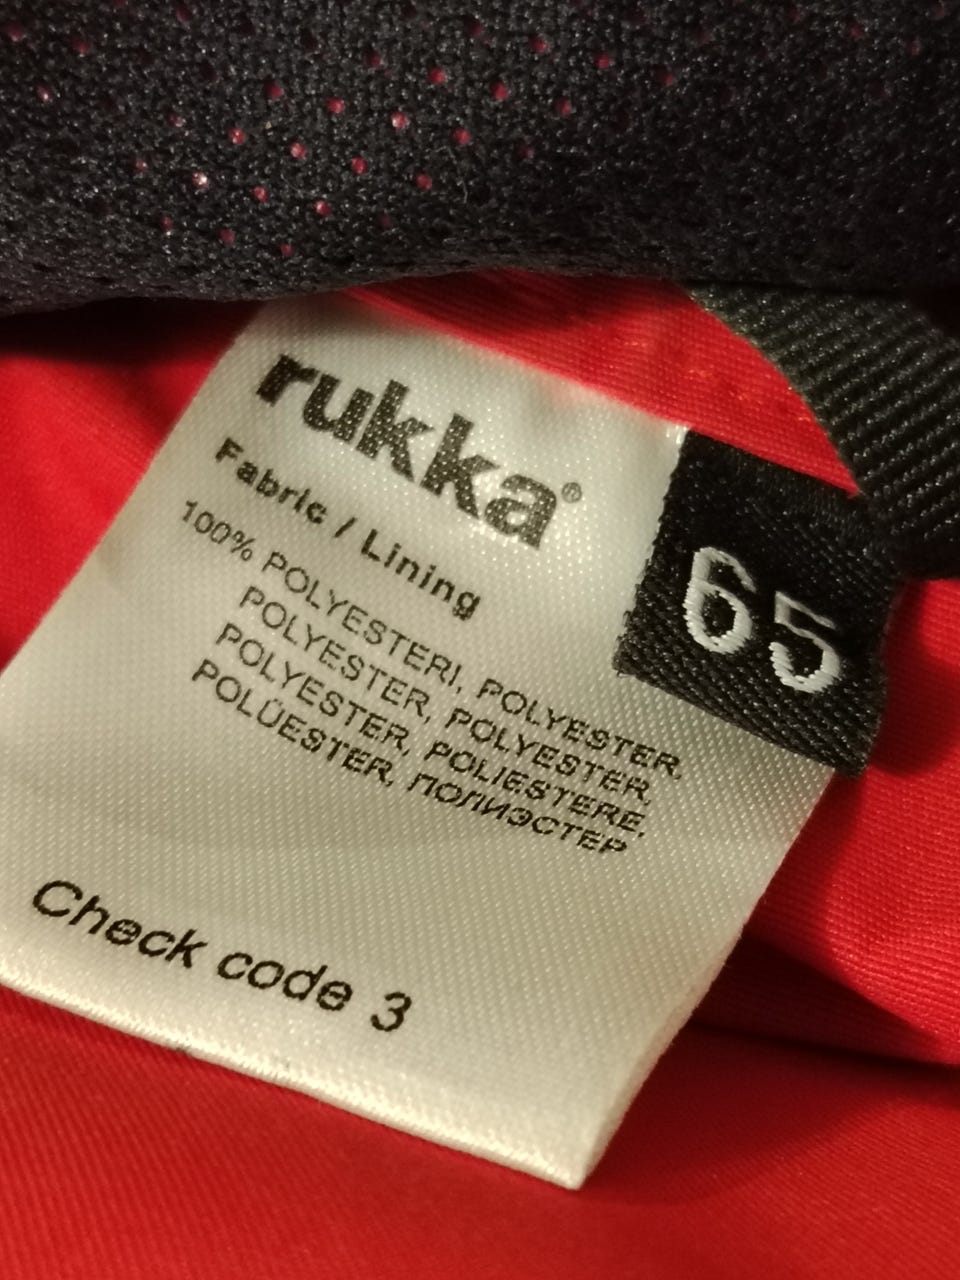 rukka®
Fabric / Lining
100% POLYESTERI, POLYESTER,
POLYESTER, POLYESTER,
POLYESTER, POLIESTERE,
POLÜESTER, ПОЛИЭСТЕР
65
Check code 3